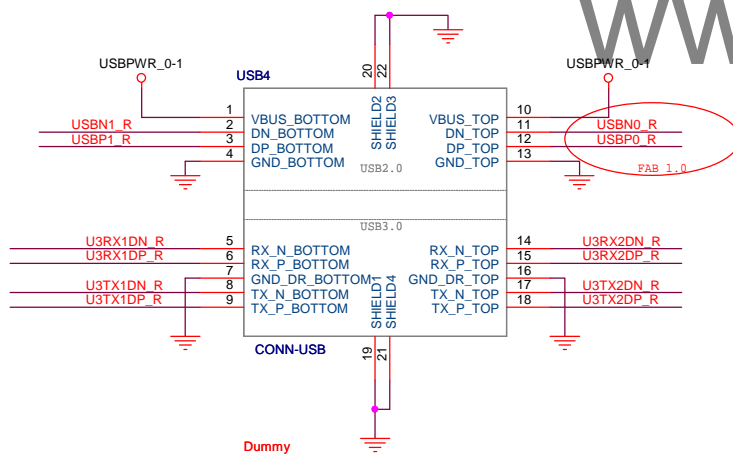 WW
USBPWR_0-1
USBPWR_0-1
USB4
20
22
1
VBUS_BOTTOM
SHIELD2
SHIELD3
VBUS_TOP
10
USBN1_R
2
DN_BOTTOM
DN_TOP
11
USBN0_R
USBP1_R
3
DP_BOTTOM
DP_TOP
12
USBP0_R
4
GND_BOTTOM
GND_TOP
13
USB2.0
FAB 1.0
USB3.0
U3RX1DN_R
5
RX_N_BOTTOM
RX_N_TOP
14
U3RX2DN_R
U3RX1DP_R
6
RX_P_BOTTOM
RX_P_TOP
15
U3RX2DP_R
7
GND_DR_BOTTOM
GND_DR_TOP
16
U3TX1DN_R
8
TX_N_BOTTOM
TX_N_TOP
17
U3TX2DN_R
U3TX1DP_R
9
TX_P_BOTTOM
SHIELD1
SHIELD4
TX_P_TOP
18
U3TX2DP_R
CONN-USB
19
21
Dummy